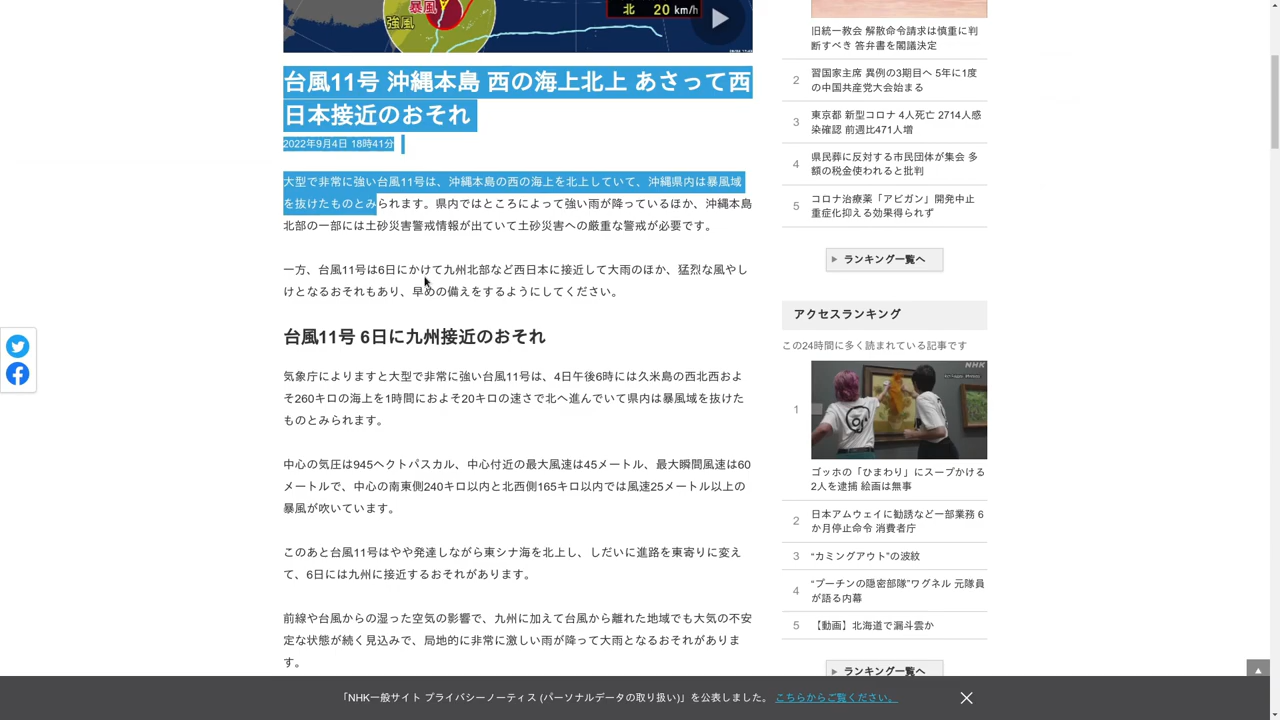 暴風
強風
北 20 km/h
台風11号 沖縄本島 西の海上北上 あさって西
日本接近のおそれ
2022年9月4日 18時41分
大型で非常に強い台風11号は、沖縄本島の西の海上を北上していて、沖縄県内は暴風域
を抜けたものとみられます。県内ではところによって強い雨が降っているほか、沖縄本島
北部の一部には土砂災害警戒情報が出ていて土砂災害への厳重な警戒が必要です。
一方、台風11号は6日にかけて九州北部など西日本に接近して大雨のほか、猛烈な風やし
けとなるおそれもあり、早めの備えをするようにしてください。
台風11号 6日に九州接近のおそれ
気象庁によりますと大型で非常に強い台風11号は、4日午後6時には久米島の西北西およ
そ260キロの海上を1時間におよそ20キロの速さで北へ進んでいて県内は暴風域を抜けた
ものとみられます。
中心の気圧は945ヘクトパスカル、中心付近の最大風速は45メートル、最大瞬間風速は60
メートルで、中心の南東側240キロ以内と北西側165キロ以内では風速25メートル以上の
暴風が吹いています。
このあと台風11号はやや発達しながら東シナ海を北上し、しだいに進路を東寄りに変え
て、6日には九州に接近するおそれがあります。
前線や台風からの湿った空気の影響で、九州に加えて台風から離れた地域でも大気の不安
定な状態が続く見込みで、局地的に非常に激しい雨が降って大雨となるおそれがありま
す。
旧統一教会 解散命令請求は慎重に判
断すべき 答弁書を閣議決定
2 習国家主席 異例の3期目へ 5年に1度
の中国共産党大会始まる
3 東京都 新型コロナ 4人死亡 2714人感
染確認 前週比471人増
4 県民葬に反対する市民団体が集会 多
額の税金使われると批判
5 コロナ治療薬「アビガン」開発中止
重症化抑える効果得られず
ランキング一覧へ
アクセスランキング
この24時間に多く読まれている記事です
NHK
1
ゴッホの「ひまわり」にスープかける
2人を逮捕 絵画は無事
2 日本アムウェイに勧誘など一部業務 6
か月停止命令 消費者庁
3 “カミングアウト”の波紋
4 “プーチンの隠密部隊”ワグネル 元隊員
が語る内幕
5 【動画】北海道で漏斗雲か
ランキング一覧へ
「NHK一般サイト プライバシーノーティス (パーソナルデータの取り扱い)」を公表しました。 こちらからご覧ください。